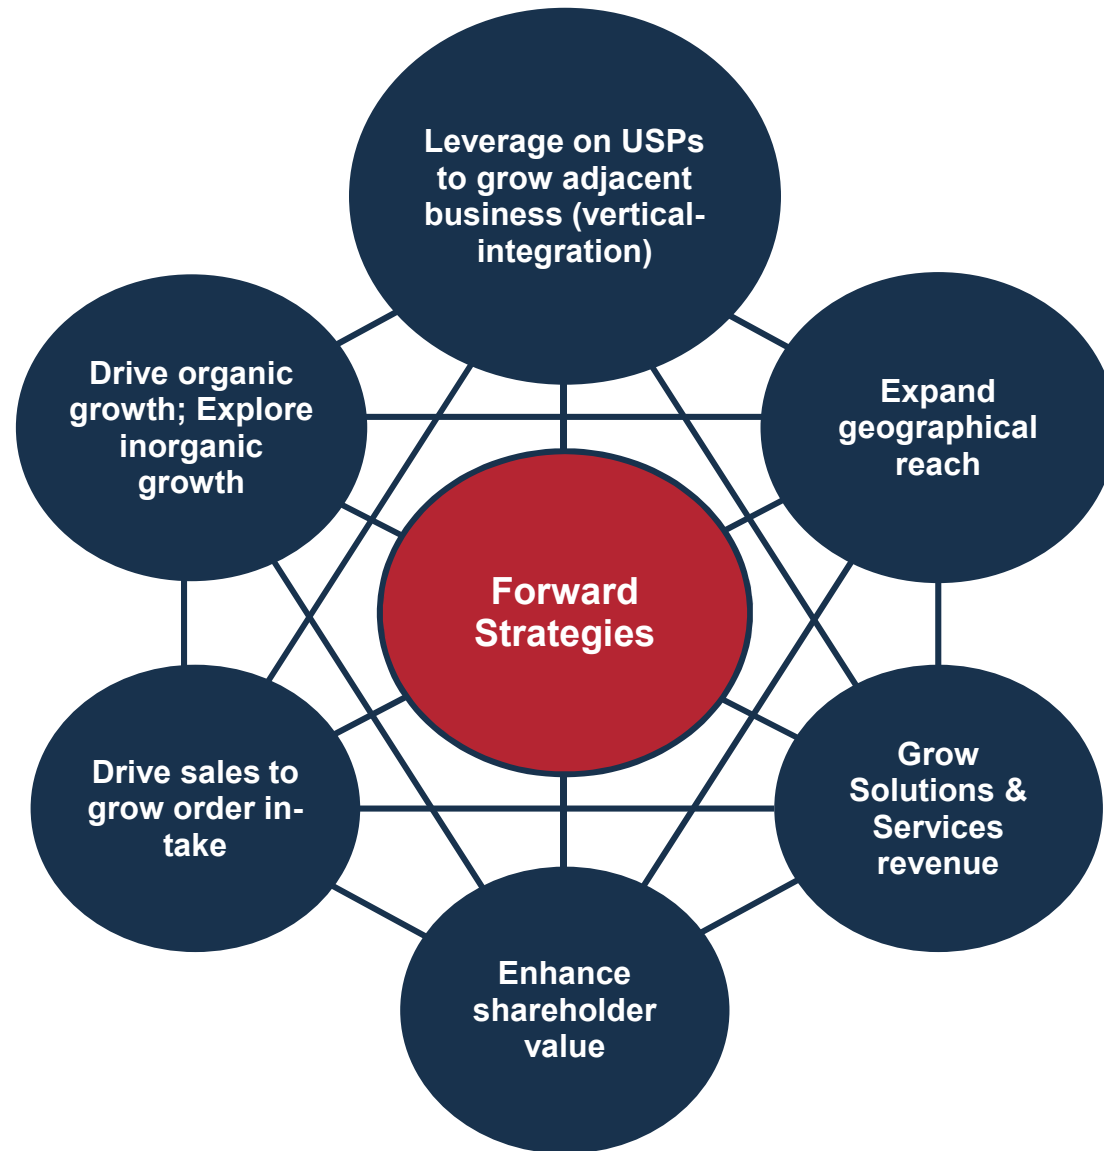 Leverage on USPs
to grow adjacent
business (vertical-
integration)
Drive organic
growth; Explore
inorganic
growth
Expand
geographical
reach
Forward
Strategies
Drive sales to
grow order in-
take
Grow
Solutions &
Services
revenue
Enhance
shareholder
value